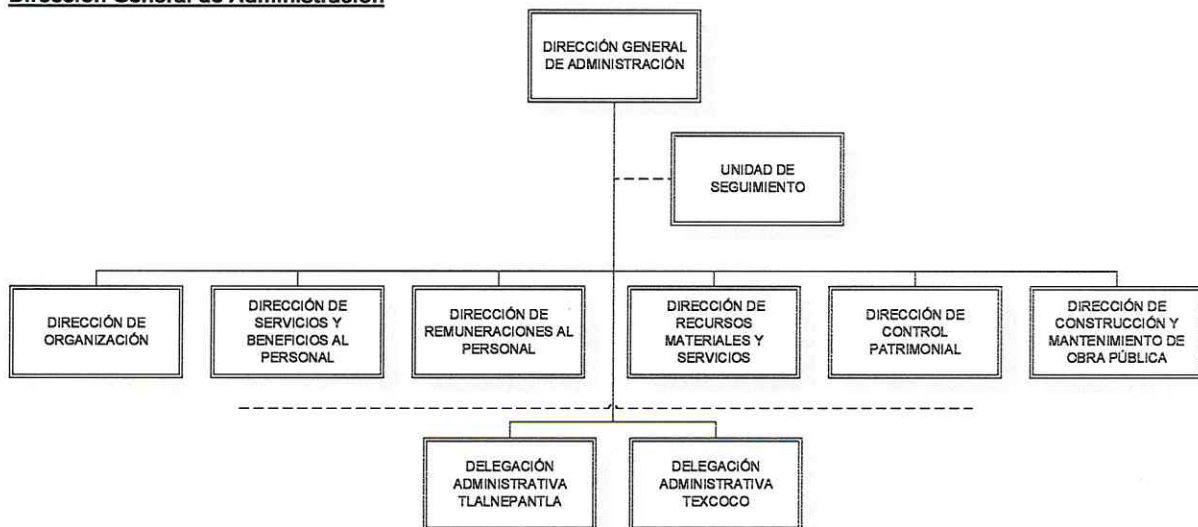 Dirección General de Administración
DIRECCIÓN GENERAL
DE ADMINISTRACIÓN
UNIDAD DE
SEGUIMIENTO
DIRECCIÓN DE
ORGANIZACIÓN
DIRECCIÓN DE
SERVICIOS Y
BENEFICIOS AL
PERSONAL
DIRECCIÓN DE
REMUNERACIONES AL
PERSONAL
DIRECCIÓN DE
RECURSOS
MATERIALES Y
SERVICIOS
DIRECCIÓN DE
CONTROL
PATRIMONIAL
DIRECCIÓN DE
CONSTRUCCIÓN Y
MANTENIMIENTO DE
OBRA PÚBLICA
DELEGACIÓN
ADMINISTRATIVA
TLALNEPANTLA
DELEGACIÓN
ADMINISTRATIVA
TEXCOCO